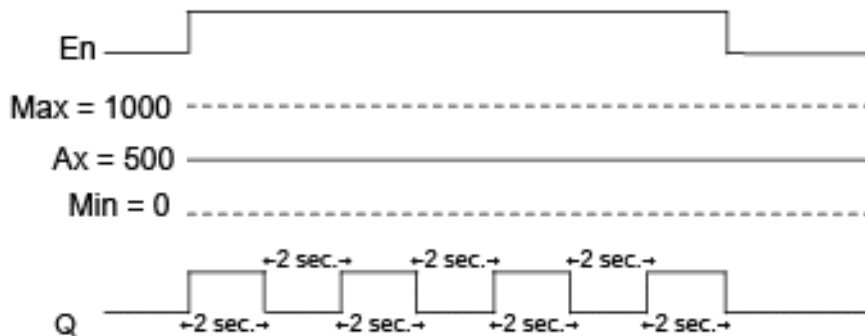 En
Max = 1000
Ax = 500
Min = 0
←2 sec.→ ←2 sec.→ ←2 sec.→
Q ←2 sec.→ ←2 sec.→ ←2 sec.→ ←2 sec.→